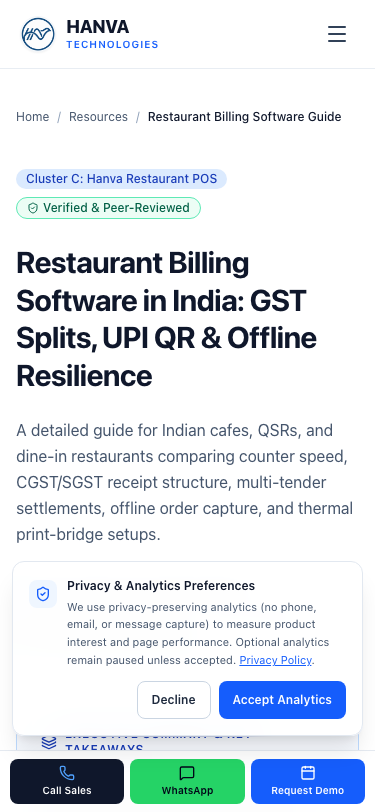 HANVA
TECHNOLOGIES
Home / Resources / Restaurant Billing Software Guide
Cluster C: Hanva Restaurant POS
Verified & Peer-Reviewed
Restaurant Billing
Software in India: GST
Splits, UPI QR & Offline
Resilience
A detailed guide for Indian cafes, QSRs, and
dine-in restaurants comparing counter speed,
CGST/SGST receipt structure, multi-tender
settlements, offline order capture, and thermal
print-bridge setups.
Privacy & Analytics Preferences
We use privacy-preserving analytics (no phone,
email, or message capture) to measure product
interest and page performance. Optional analytics
remain paused unless accepted. Privacy Policy.
Decline
Accept Analytics
EXECUTIVE SUMMARY & KEY
TAKEAWAYS
Call Sales
WhatsApp
Request Demo